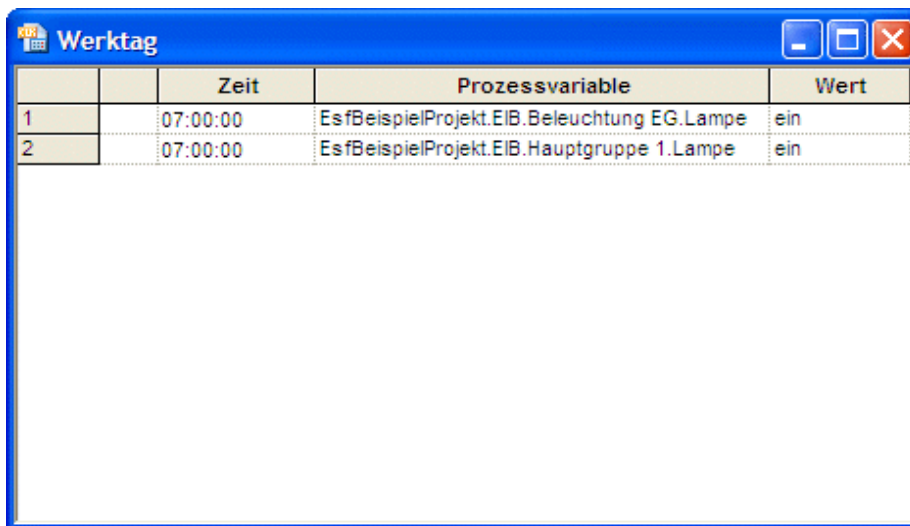 Werktag
Zeit Prozessvariable Wert
1 07:00:00 EsfBeispielProjekt.EIB.Beleuchtung EG.Lampe ein
2 07:00:00 EsfBeispielProjekt.EIB.Hauptgruppe 1.Lampe ein